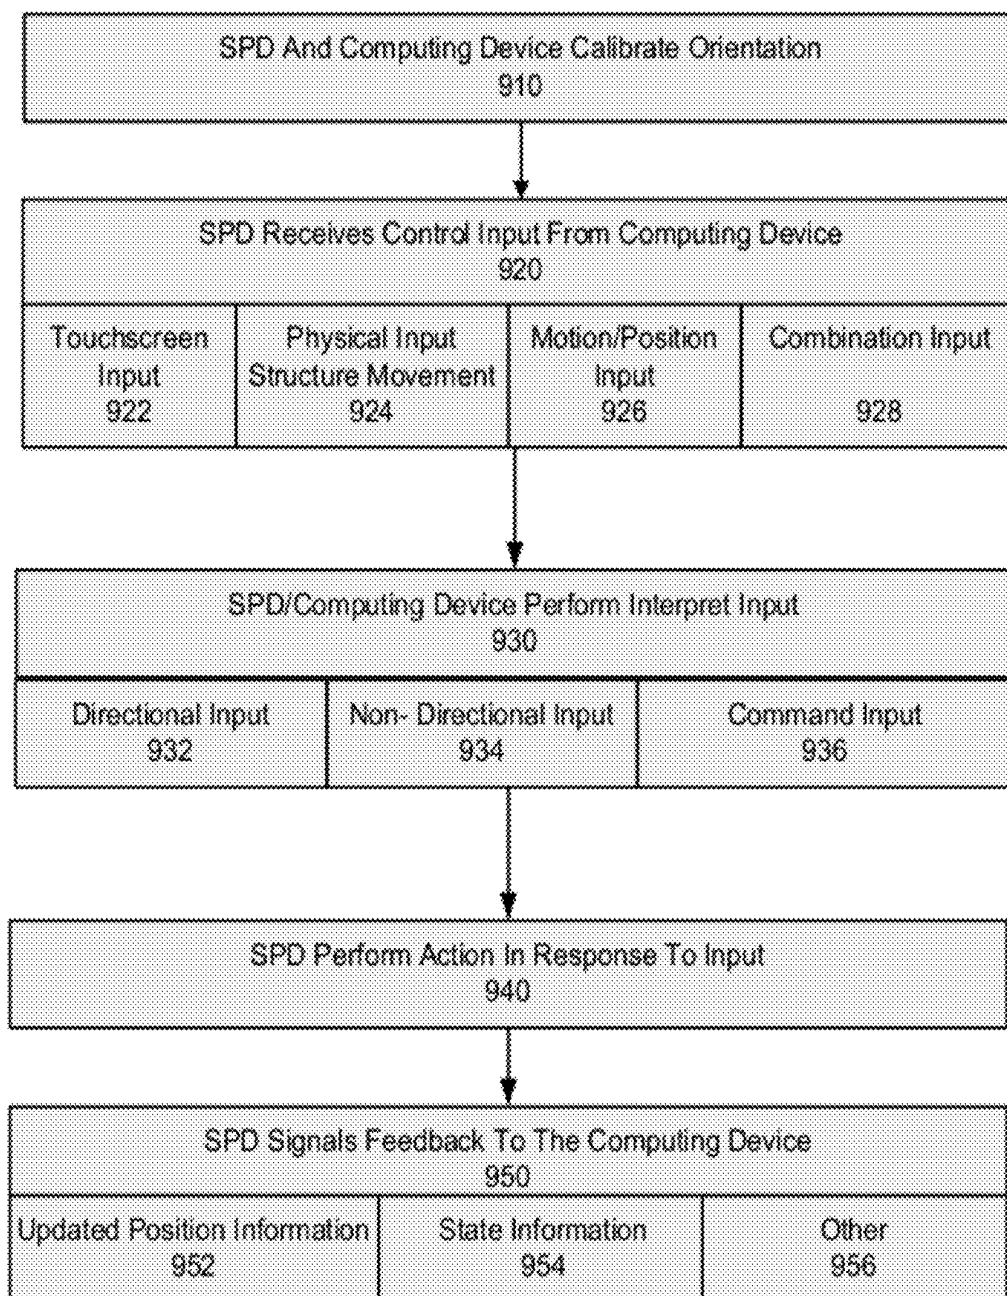 SPD And Computing Device Calibrate Orientation
910
SPD Receives Control Input From Computing Device
920
Touchscreen
Input
922
Physical Input
Structure Movement
924
Motion/Position
Input
926
Combination Input
928
SPD/Computing Device Perform Interpret Input
930
Directional Input
932
Non- Directional Input
934
Command Input
936
SPD Perform Action In Response To Input
940
SPD Signals Feedback To The Computing Device
950
Updated Position Information
952
State Information
954
Other
956